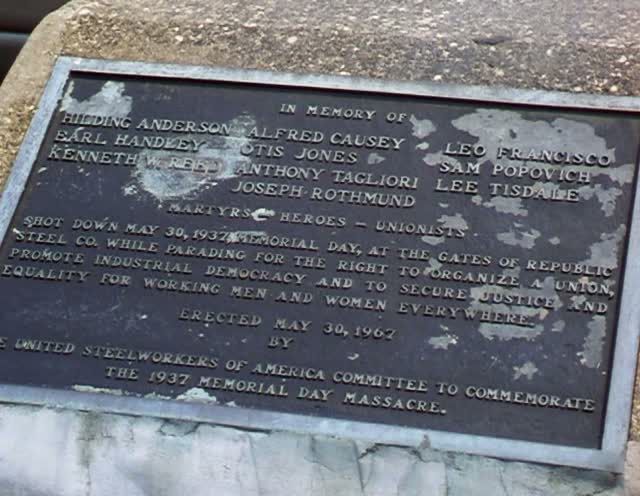 IN MEMORY OF
HILDING ANDERSON ALFRED CAUSEY LEO FRANCISCO
EARL HANDLEY OTIS JONES SAM POPOVICH
KENNETH W. REED ANTHONY TAGLIORI LEE TISDALE
JOSEPH ROTHMUND
MARTYRS - HEROES - UNIONISTS
SHOT DOWN MAY 30, 1937, MEMORIAL DAY, AT THE GATES OF REPUBLIC
STEEL CO. WHILE PARADING FOR THE RIGHT TO ORGANIZE A UNION,
PROMOTE INDUSTRIAL DEMOCRACY AND TO SECURE JUSTICE AND
EQUALITY FOR WORKING MEN AND WOMEN EVERYWHERE.
ERECTED MAY 30, 1967
BY
UNITED STEELWORKERS OF AMERICA COMMITTEE TO COMMEMORATE
THE 1937 MEMORIAL DAY MASSACRE.